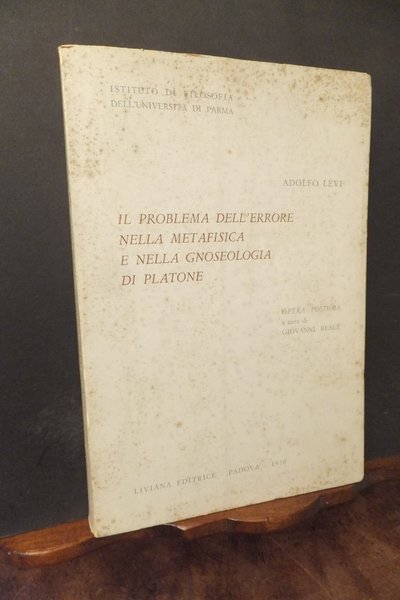 ISTITUTO DI FILOSOFIA
DELL'UNIVERSITÀ DI PARMA
ADOLFO LEVI
IL PROBLEMA DELL'ERRORE
NELLA METAFISICA
E NELLA GNOSEOLOGIA
DI PLATONE
OPERA POSTUMA
a cura di
GIOVANNI REALE
LIVIANA EDITRICE PADOVA 1970